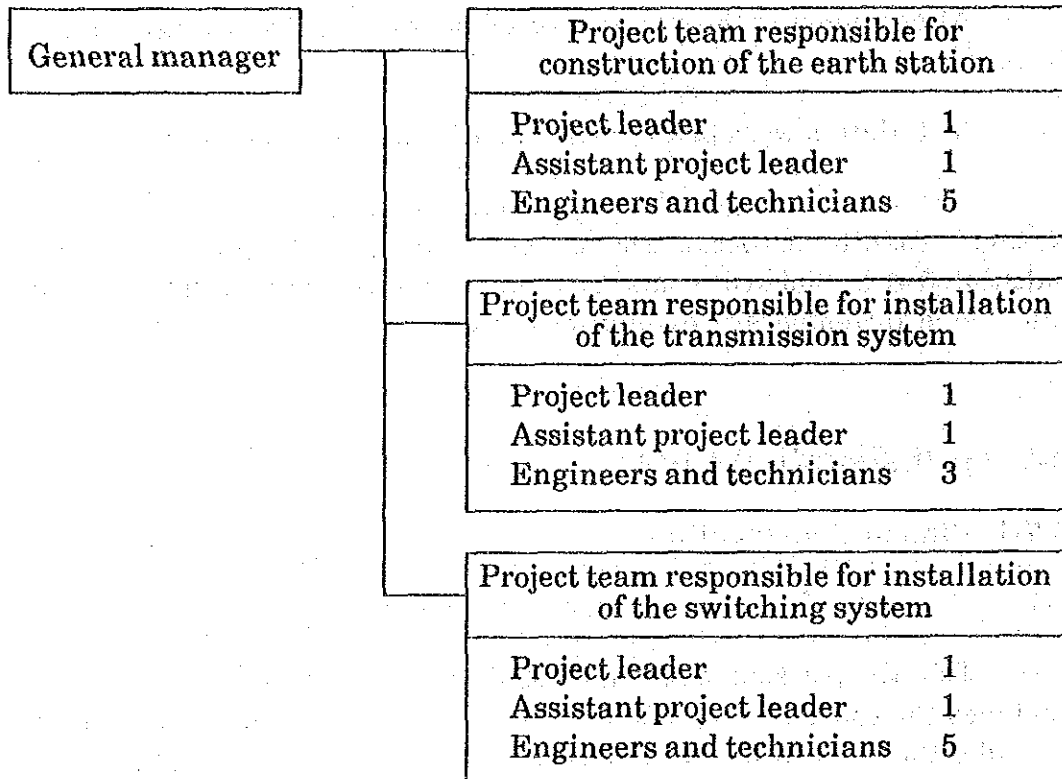 General manager
Project team responsible for
construction of the earth station
Project leader 1
Assistant project leader 1
Engineers and technicians 5
Project team responsible for installation
of the transmission system
Project leader 1
Assistant project leader 1
Engineers and technicians 3
Project team responsible for installation
of the switching system
Project leader 1
Assistant project leader 1
Engineers and technicians 5